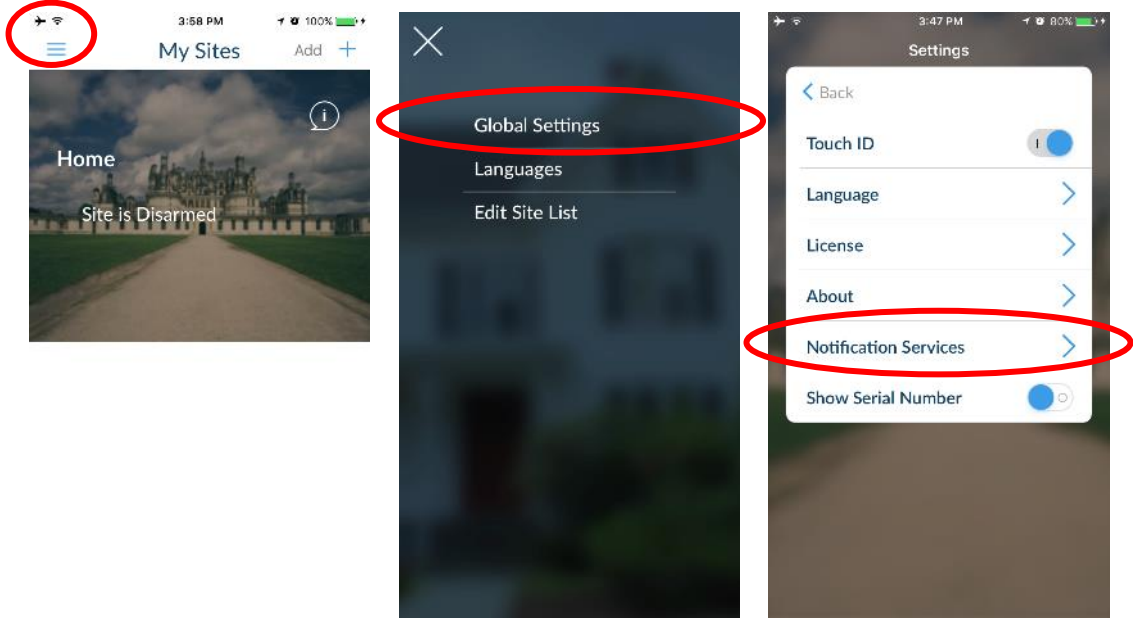 3:58 PM 100%
My Sites Add +
Home
Site is Disarmed
Global Settings
Languages
Edit Site List
3:47 PM 80%
Settings
Back
Touch ID
Language
License
About
Notification Services
Show Serial Number